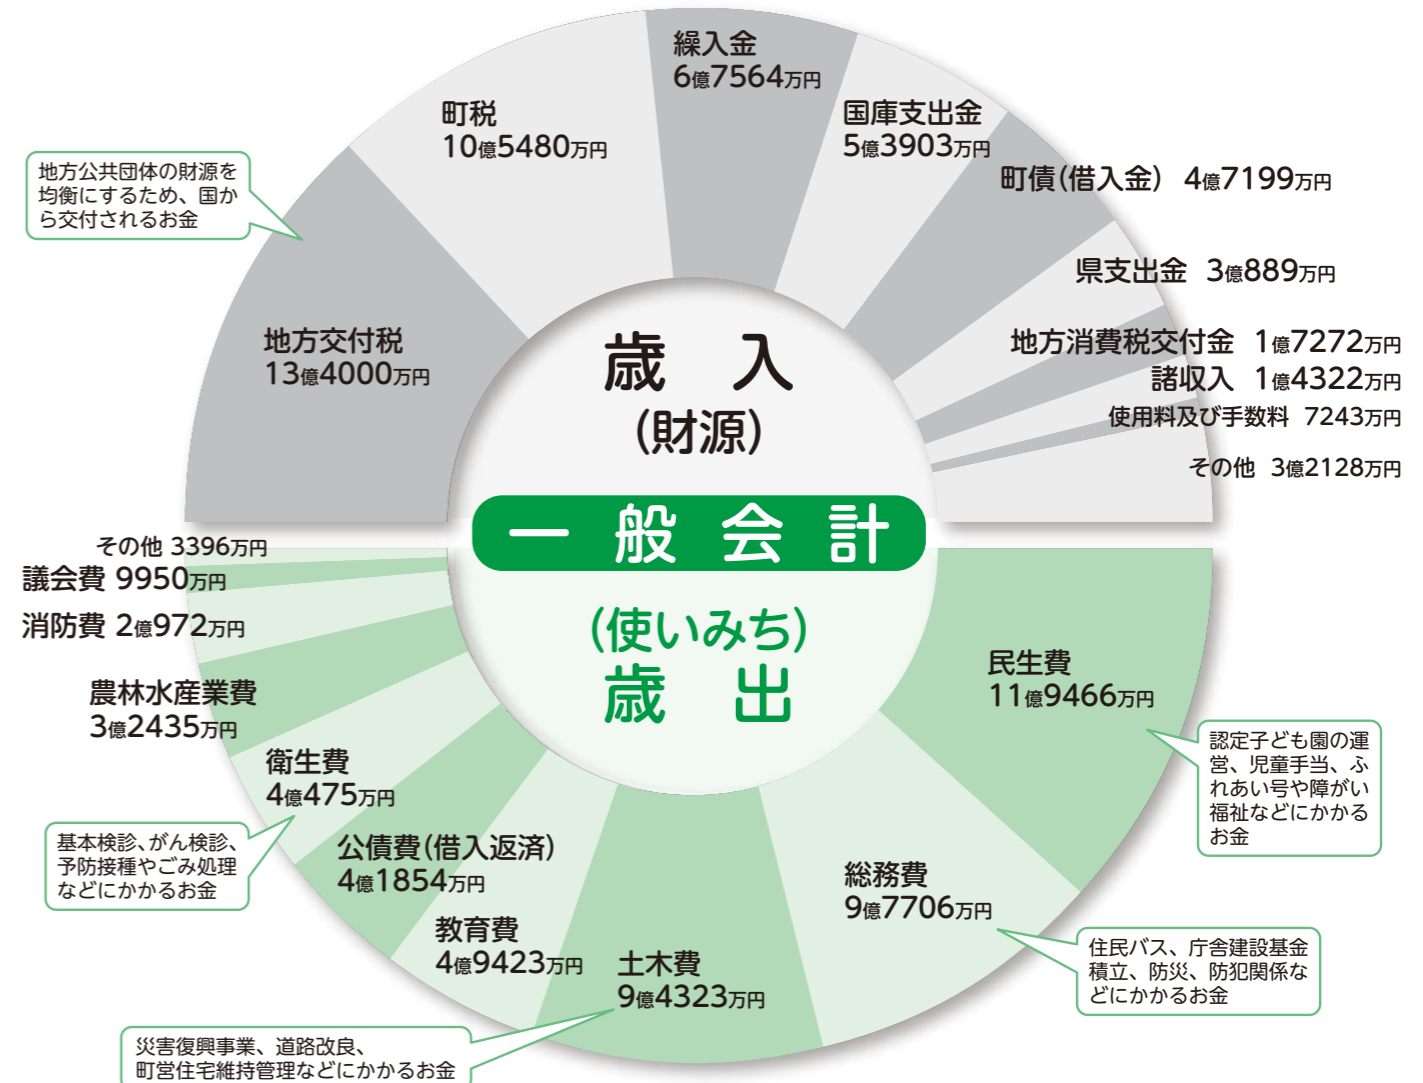 繰入金
6億7564万円
町税
10億5480万円
国庫支出金
5億3903万円
町債(借入金) 4億7199万円
地方公共団体の財源を
均衡にするため、国か
ら交付されるお金
県支出金 3億889万円
地方交付税
13億4000万円
地方消費税交付金 1億7272万円
諸収入 1億4322万円
使用料及び手数料 7243万円
その他 3億2128万円
歳入
(財源)
一般会計
(使いみち)
歳出
その他 3396万円
議会費 9950万円
消防費 2億972万円
農林水産業費
3億2435万円
衛生費
4億475万円
基本検診、がん検診、
予防接種やごみ処理
などにかかるお金
公債費(借入返済)
4億1854万円
教育費
4億9423万円
土木費
9億4323万円
災害復興事業、道路改良、
町営住宅維持管理などにかかるお金
総務費
9億7706万円
住民バス、庁舎建設基金
積立、防災、防犯関係な
どにかかるお金
民生費
11億9466万円
認定子ども園の運
営、児童手当、ふ
れあい号や障がい
福祉などにかかる
お金